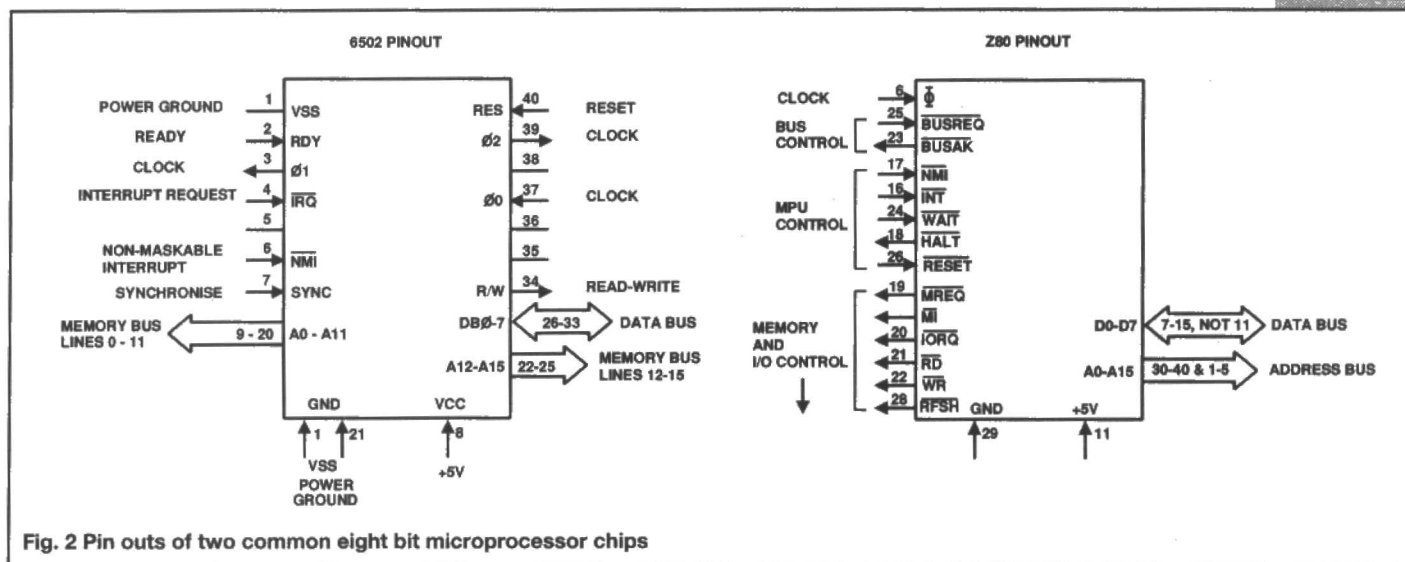 6502 PINOUT
POWER GROUND 1 VSS
READY 2 RDY
CLOCK 3 Ø1
INTERRUPT REQUEST 4 IRQ
5
NON-MASKABLE INTERRUPT 6 NMI
SYNCHRONISE 7 SYNC
MEMORY BUS LINES 0 - 11 9 - 20 A0 - A11
RES 40 RESET
Ø2 39 CLOCK
38
Ø0 37 CLOCK
36
35
R/W 34 READ-WRITE
DBØ-7 26-33 DATA BUS
A12-A15 22-25 MEMORY BUS LINES 12-15
GND VCC
1 21 8
VSS POWER GROUND
+5V
Z80 PINOUT
CLOCK 6 Φ
BUS CONTROL
25 BUSREQ
23 BUSAK
MPU CONTROL
17 NMI
16 INT
24 WAIT
18 HALT
26 RESET
MEMORY AND I/O CONTROL
19 MREQ
MI
20 IORQ
21 RD
22 WR
28 RFSH
D0-D7 7-15, NOT 11 DATA BUS
A0-A15 30-40 & 1-5 ADDRESS BUS
GND +5V
29 11
Fig. 2 Pin outs of two common eight bit microprocessor chips